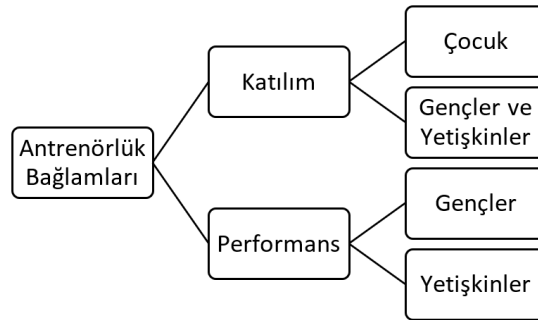 Antrenörlük
Bağlamları
Katılım
Çocuk
Gençler ve
Yetişkinler
Performans
Gençler
Yetişkinler